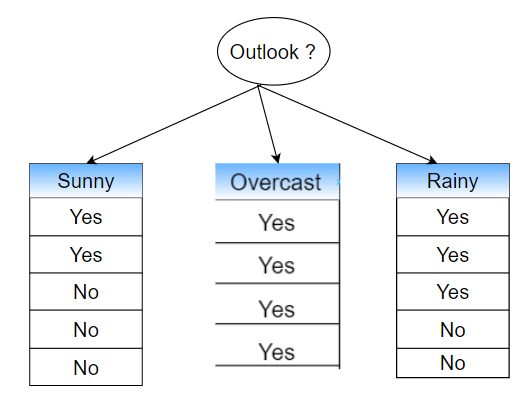 Outlook ?
Sunny
Yes
Yes
No
No
No
Overcast
Yes
Yes
Yes
Yes
Rainy
Yes
Yes
Yes
No
No